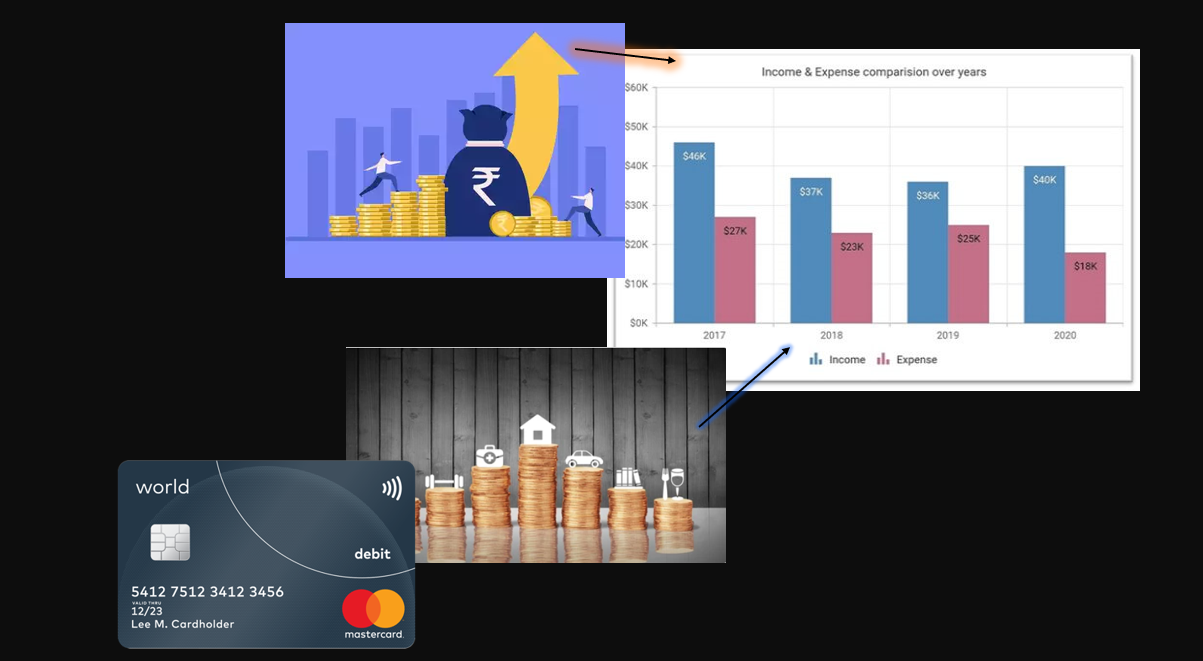 ₹
₹
Income & Expense comparision over years
$60K
$50K
$40K
$30K
$20K
$10K
$0K
$46K
$27K
$37K
$23K
$36K
$25K
$40K
$18K
2017 2018 2019 2020
Income Expense
world
debit
5412 7512 3412 3456
VALID THRU
12/23
Lee M. Cardholder
mastercard.